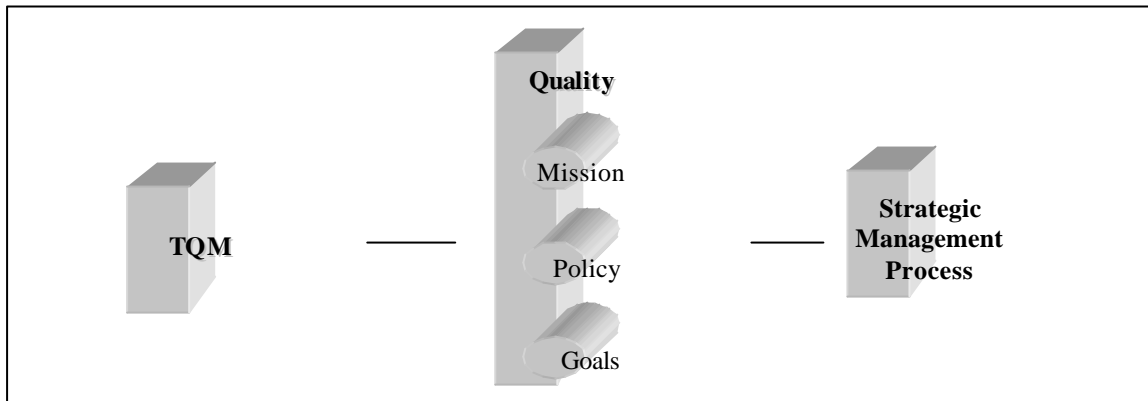 TQM
Quality
Mission
Policy
Goals
Strategic
Management
Process